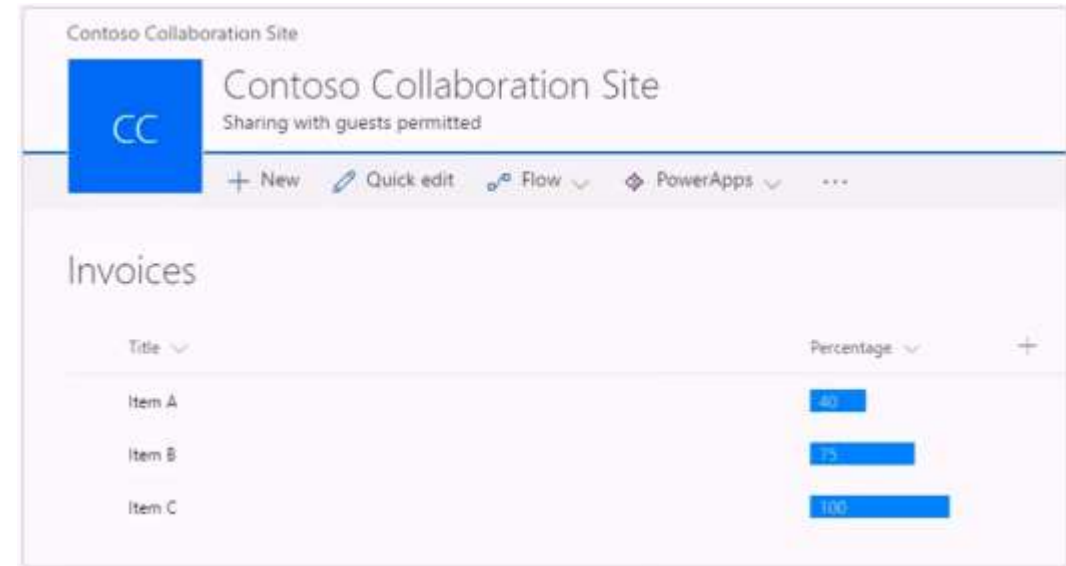 Contoso Collaboration Site
CC
Contoso Collaboration Site
Sharing with guests permitted
+ New Quick edit Flow PowerApps ...
Invoices
Title Percentage +
Item A 40
Item B 75
Item C 100